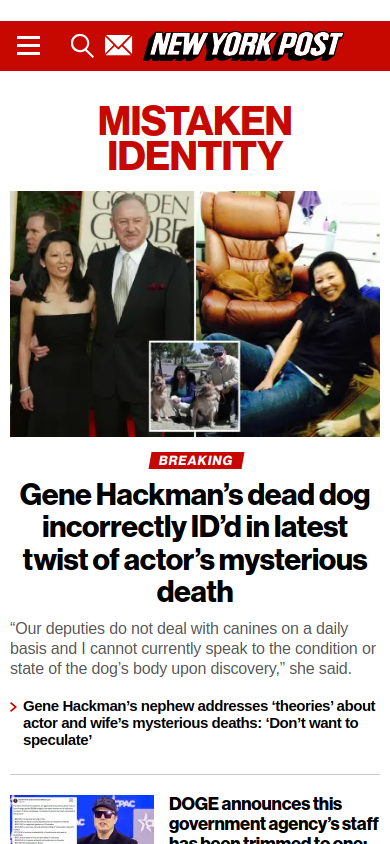 NEW YORK POST
MISTAKEN
IDENTITY
GOLDEN
GLOBE
BREAKING
Gene Hackman’s dead dog
incorrectly ID’d in latest
twist of actor’s mysterious
death
“Our deputies do not deal with canines on a daily
basis and I cannot currently speak to the condition or
state of the dog’s body upon discovery,” she said.
Gene Hackman’s nephew addresses ‘theories’ about
actor and wife’s mysterious deaths: ‘Don’t want to
speculate’
CPAC
DOGE announces this
government agency’s staff
has been trimmed to one: